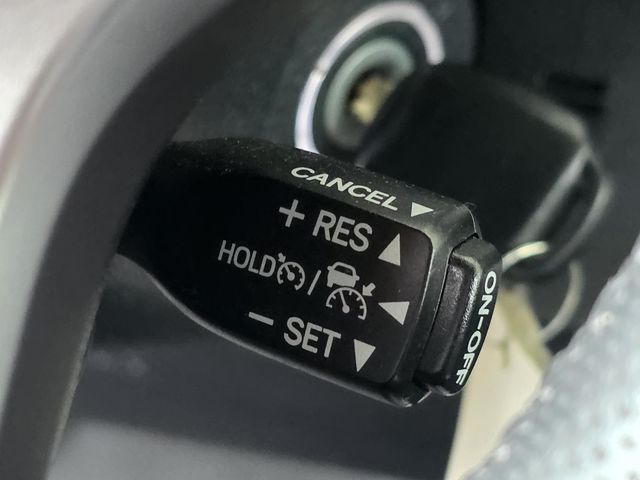 CANCEL
+ RES
HOLD /
- SET
ON-OFF